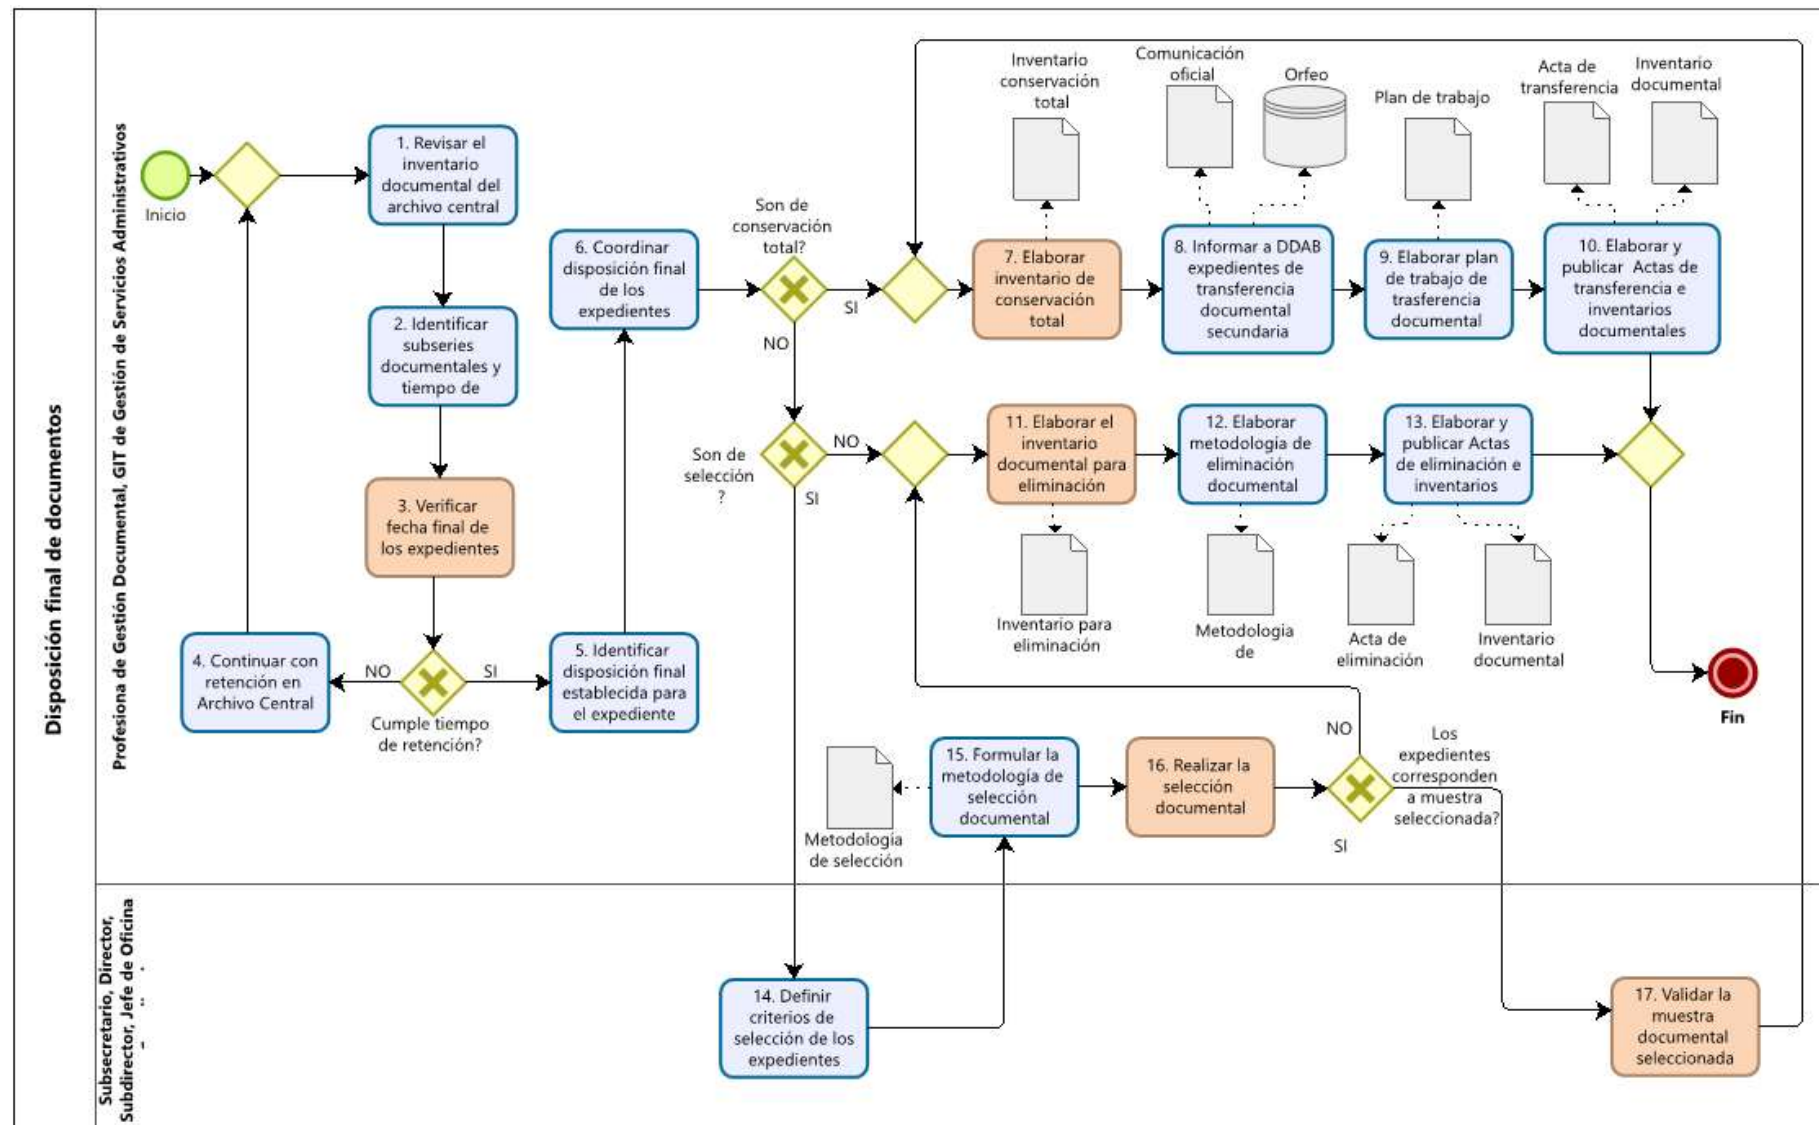 Disposición final de documentos
Profesiona de Gestión Documental, GIT de Gestión de Servicios Administrativos
Inicio
1. Revisar el
inventario
documental del
archivo central
2. Identificar
subseries
documentales y
tiempo de
3. Verificar
fecha final de
los expedientes
Cumple tiempo
de retención?
NO
SI
4. Continuar con
retención en
Archivo Central
5. Identificar
disposición final
establecida para
el expediente
6. Coordinar
disposición final
de los
expedientes
Son de
conservación
total?
SI
NO
7. Elaborar
inventario de
conservación
total
Inventario
conservación
total
8. Informar a DDAB
expedientes de
transferencia
documental
secundaria
Comunicación
oficial
Orfeo
9. Elaborar plan
de trabajo de
trasferencia
documental
Plan de trabajo
10. Elaborar y
publicar Actas de
transferencia e
inventarios
documentales
Acta de
transferencia
Inventario
documental
Son de
selección
?
NO
SI
11. Elaborar el
inventario
documental para
eliminación
Inventario para
eliminación
12. Elaborar
metodología de
eliminación
documental
Metodologia
de
13. Elaborar y
publicar Actas
de eliminación e
inventarios
Acta de
eliminación
Inventario
documental
Fin
15. Formular la
metodología de
selección
documental
Metodología
de selección
16. Realizar la
selección
documental
NO
Los
expedientes
corresponden
a muestra
seleccionada?
SI
Subsecretario, Director,
Subdirector, Jefe de Oficina
14. Definir
criterios de
selección de los
expedientes
17. Validar la
muestra
documental
seleccionada